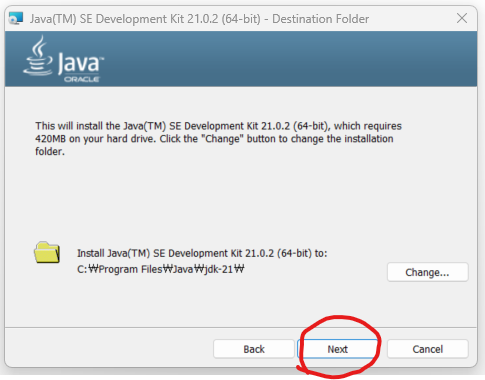 Java(TM) SE Development Kit 21.0.2 (64-bit) - Destination Folder
Java
ORACLE
This will install the Java(TM) SE Development Kit 21.0.2 (64-bit), which requires
420MB on your hard drive. Click the "Change" button to change the installation
folder.
Install Java(TM) SE Development Kit 21.0.2 (64-bit) to:
C:₩Program Files₩Java₩jdk-21₩
Change...
Back
Next
Cancel